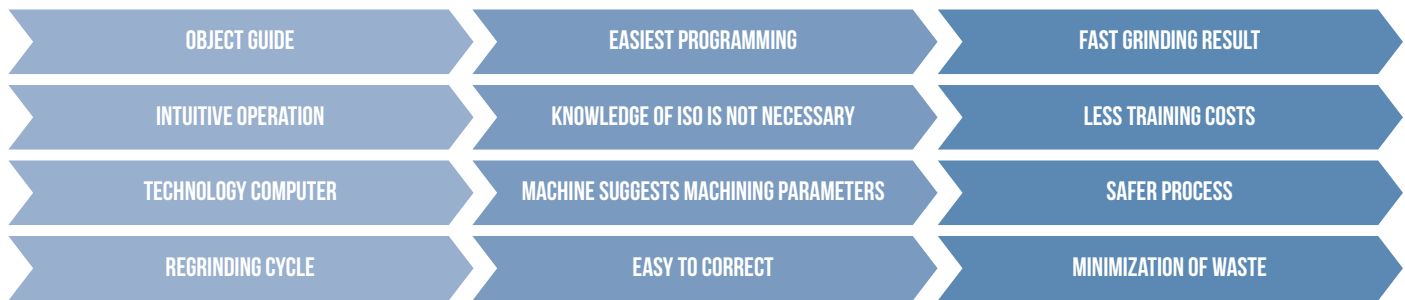 OBJECT GUIDE
EASIEST PROGRAMMING
FAST GRINDING RESULT
INTUITIVE OPERATION
KNOWLEDGE OF ISO IS NOT NECESSARY
LESS TRAINING COSTS
TECHNOLOGY COMPUTER
MACHINE SUGGESTS MACHINING PARAMETERS
SAFER PROCESS
REGRINDING CYCLE
EASY TO CORRECT
MINIMIZATION OF WASTE